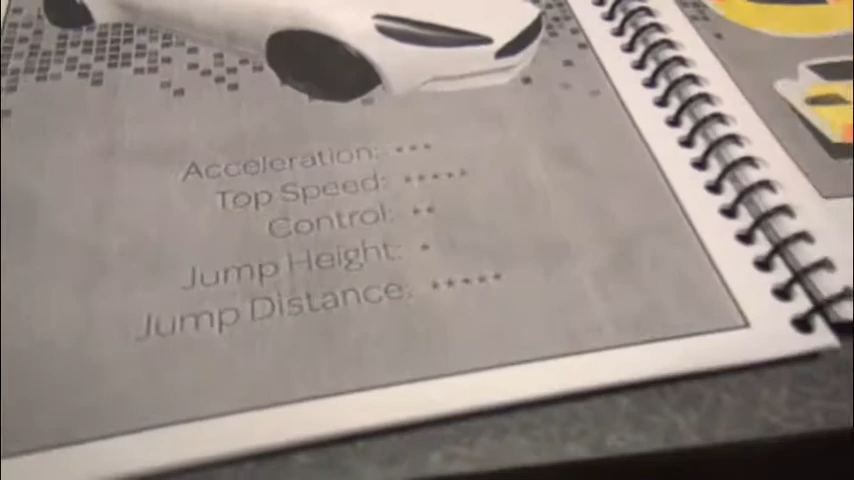 Acceleration: ***
Top Speed: *****
Control: **
Jump Height: *
Jump Distance: *****